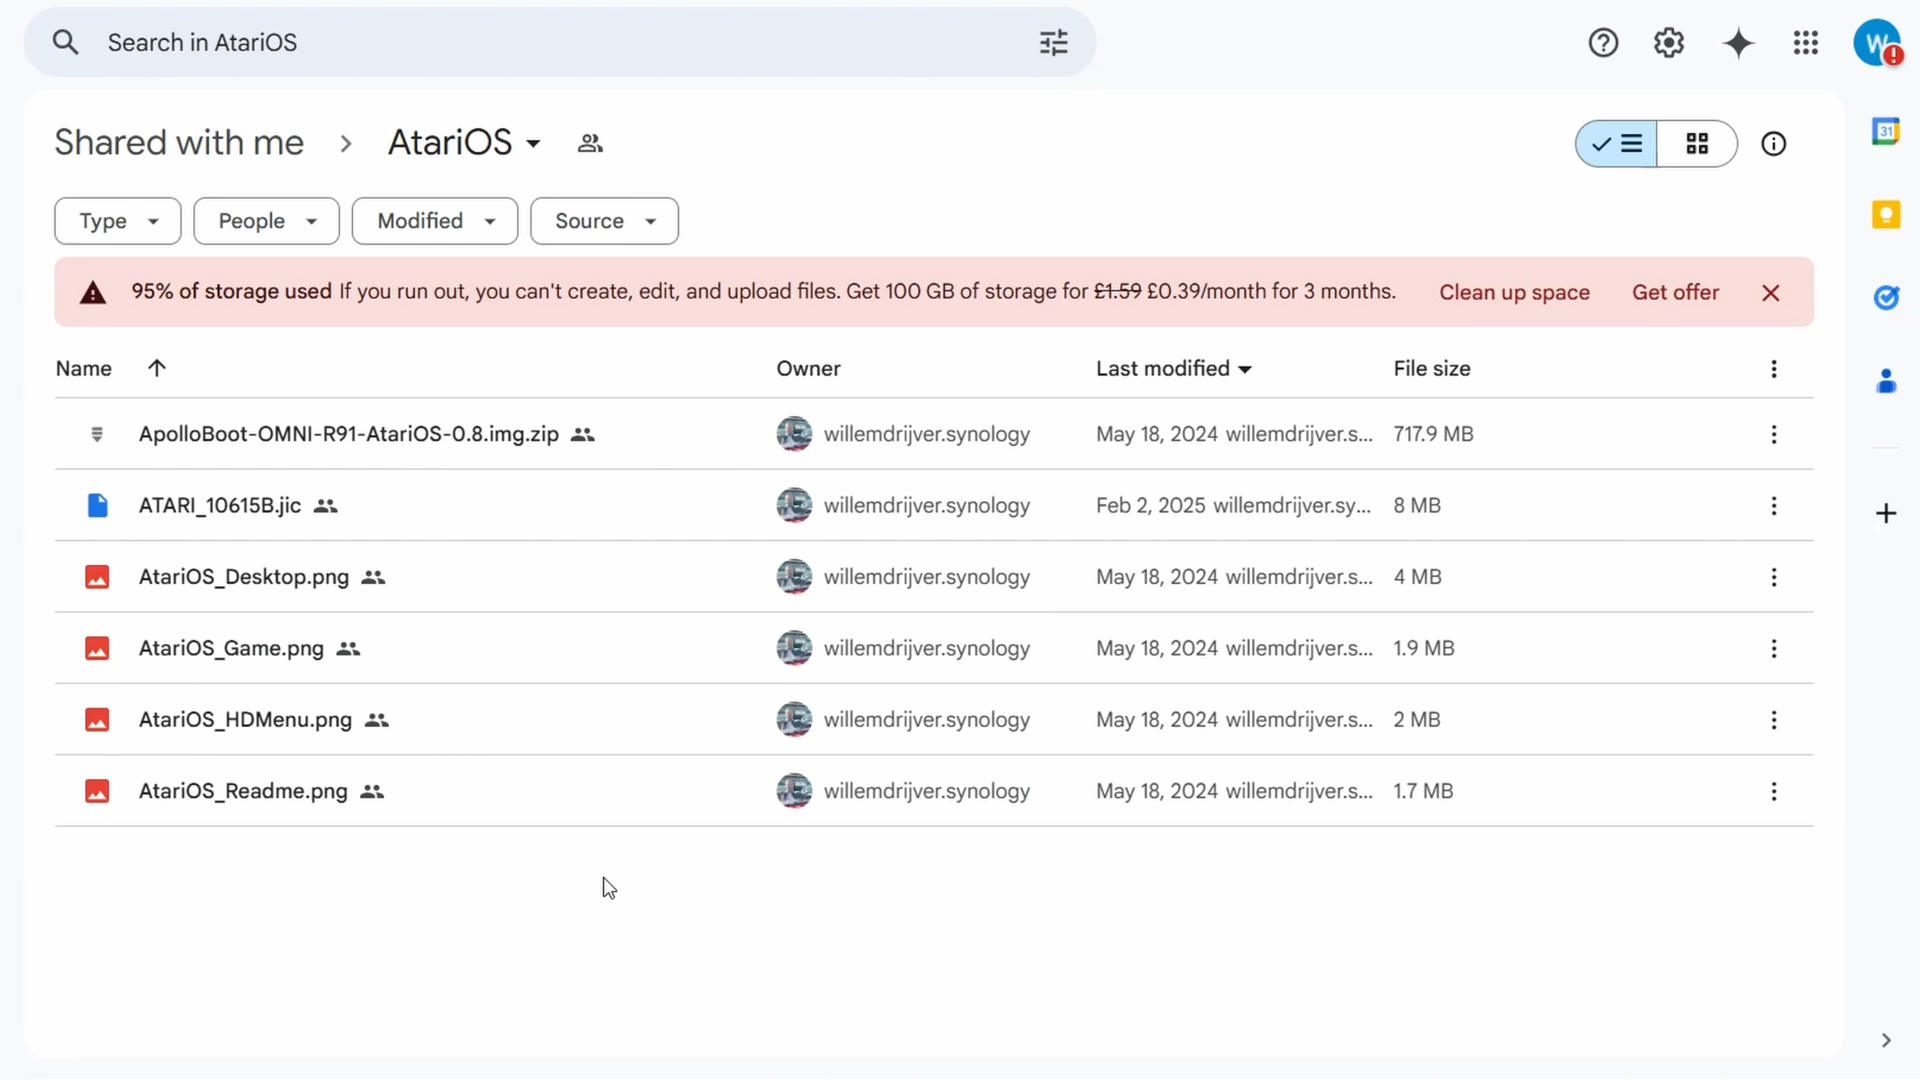 Search in AtariOS
W
Shared with me > AtariOS
Type People Modified Source
95% of storage used If you run out, you can't create, edit, and upload files. Get 100 GB of storage for £1.59 £0.39/month for 3 months. Clean up space Get offer
Name Owner Last modified File size
ApolloBoot-OMNI-R91-AtariOS-0.8.img.zip willemdrijver.synology May 18, 2024 willemdrijver.s... 717.9 MB
ATARI_10615B.jic willemdrijver.synology Feb 2, 2025 willemdrijver.sy... 8 MB
AtariOS_Desktop.png willemdrijver.synology May 18, 2024 willemdrijver.s... 4 MB
AtariOS_Game.png willemdrijver.synology May 18, 2024 willemdrijver.s... 1.9 MB
AtariOS_HDMenu.png willemdrijver.synology May 18, 2024 willemdrijver.s... 2 MB
AtariOS_Readme.png willemdrijver.synology May 18, 2024 willemdrijver.s... 1.7 MB
31